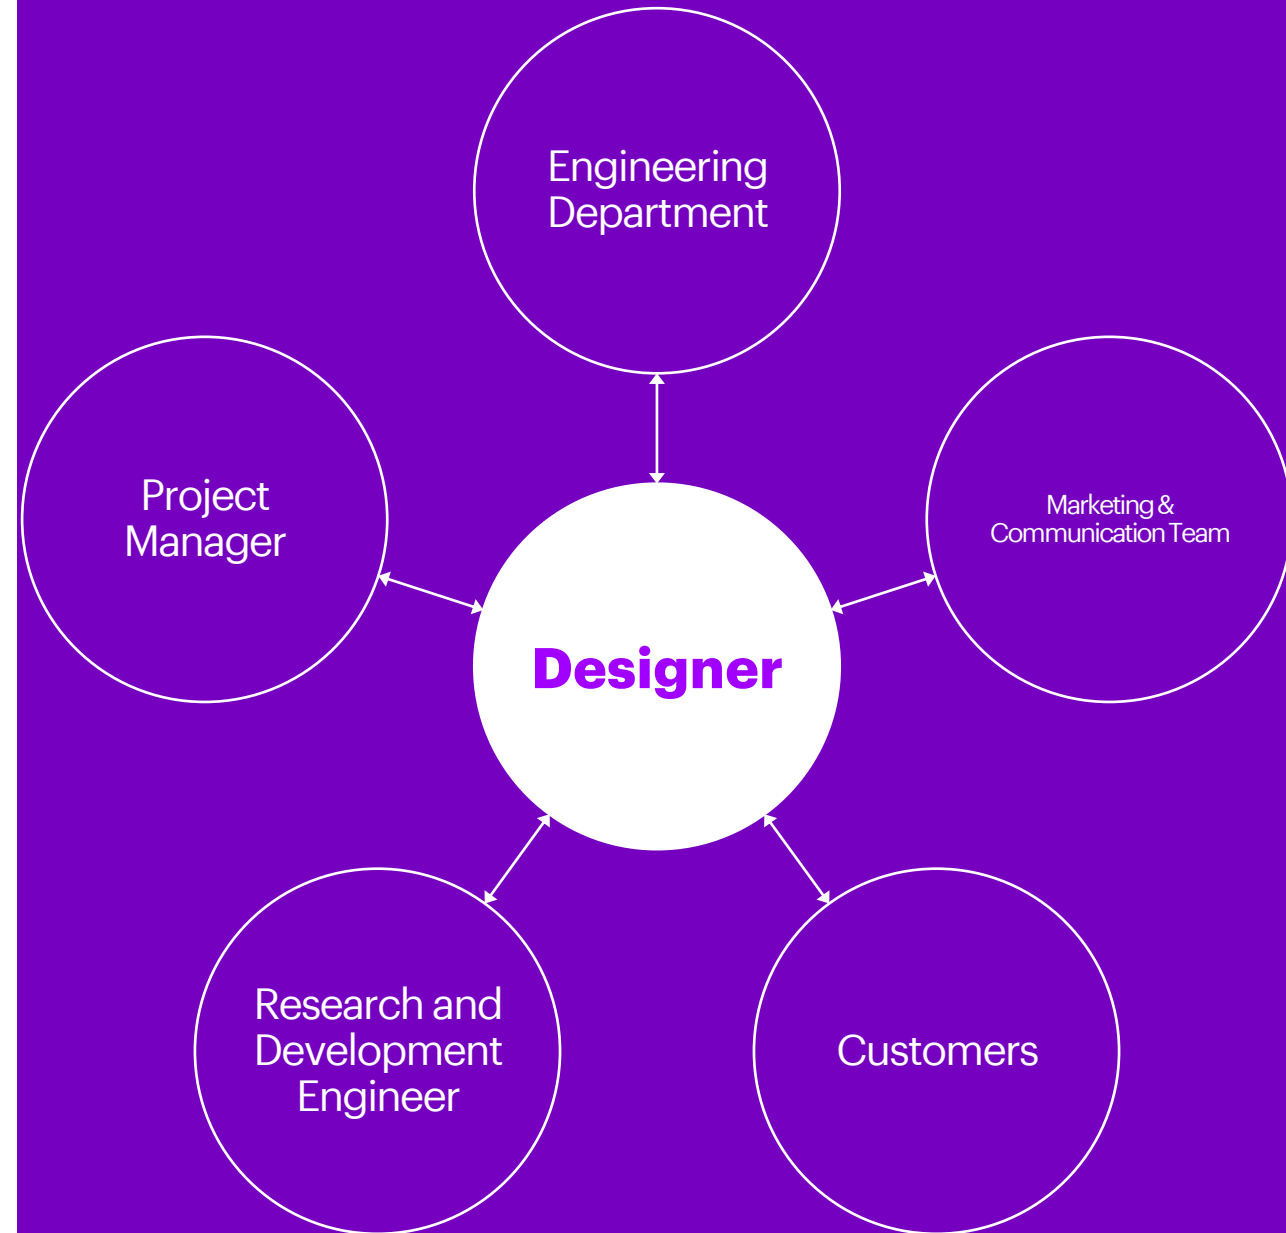 Engineering
Department
Project
Manager
Marketing &
Communication Team
Designer
Research and
Development
Engineer
Customers